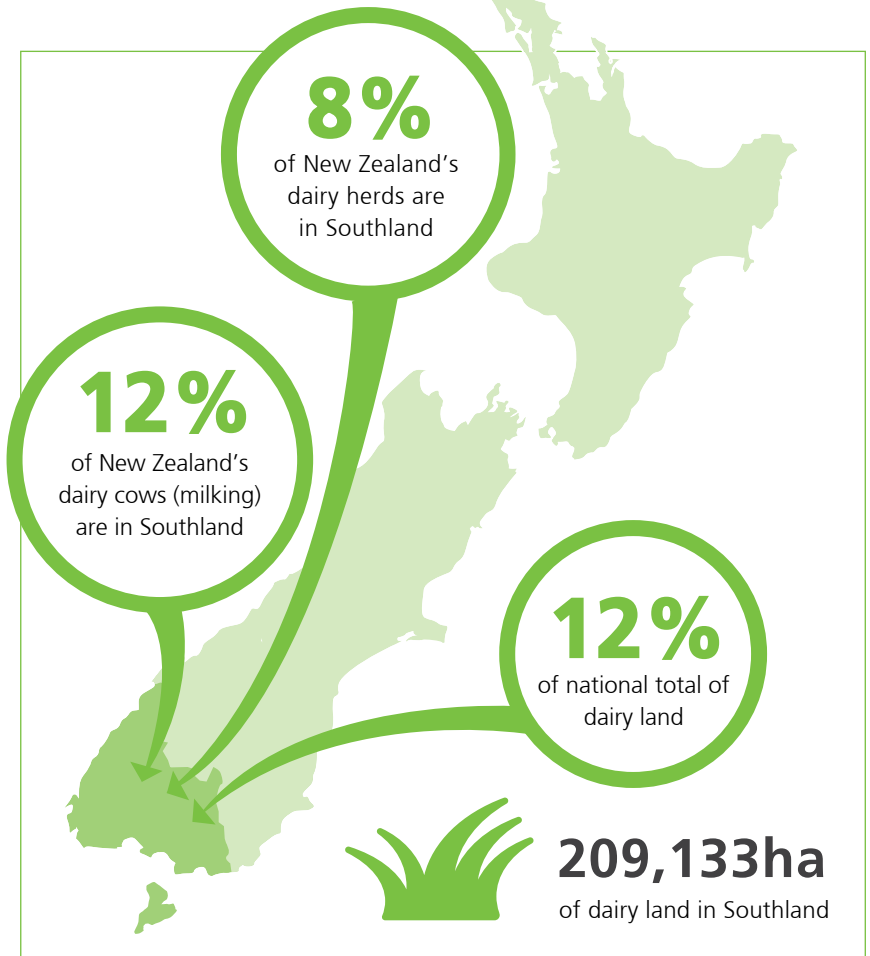 8%
of New Zealand's
dairy herds are
in Southland
12%
of New Zealand's
dairy cows (milking)
are in Southland
12%
of national total of
dairy land
209,133ha
of dairy land in Southland